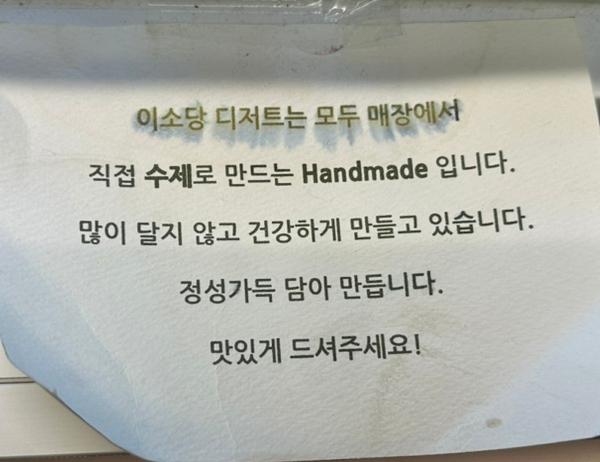 이소당 디저트는 모두 매장에서
직접 수제로 만드는 Handmade 입니다.
많이 달지 않고 건강하게 만들고 있습니다.
정성가득 담아 만듭니다.
맛있게 드셔주세요!